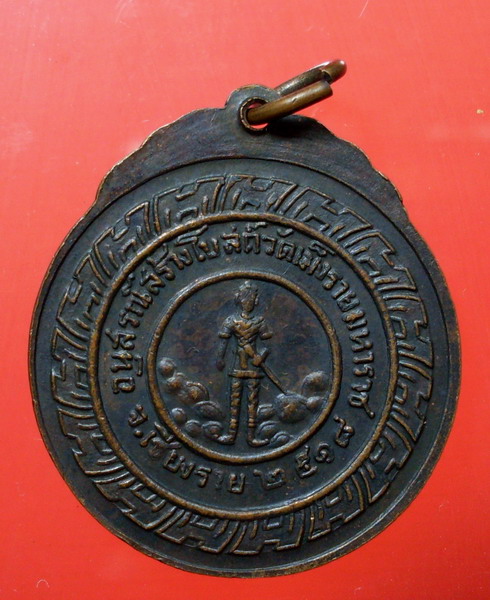 อนุสรณ์สร้างโบสถ์วัดเม็งรายมหาราช
จ.เชียงราย ๒๕๑๘